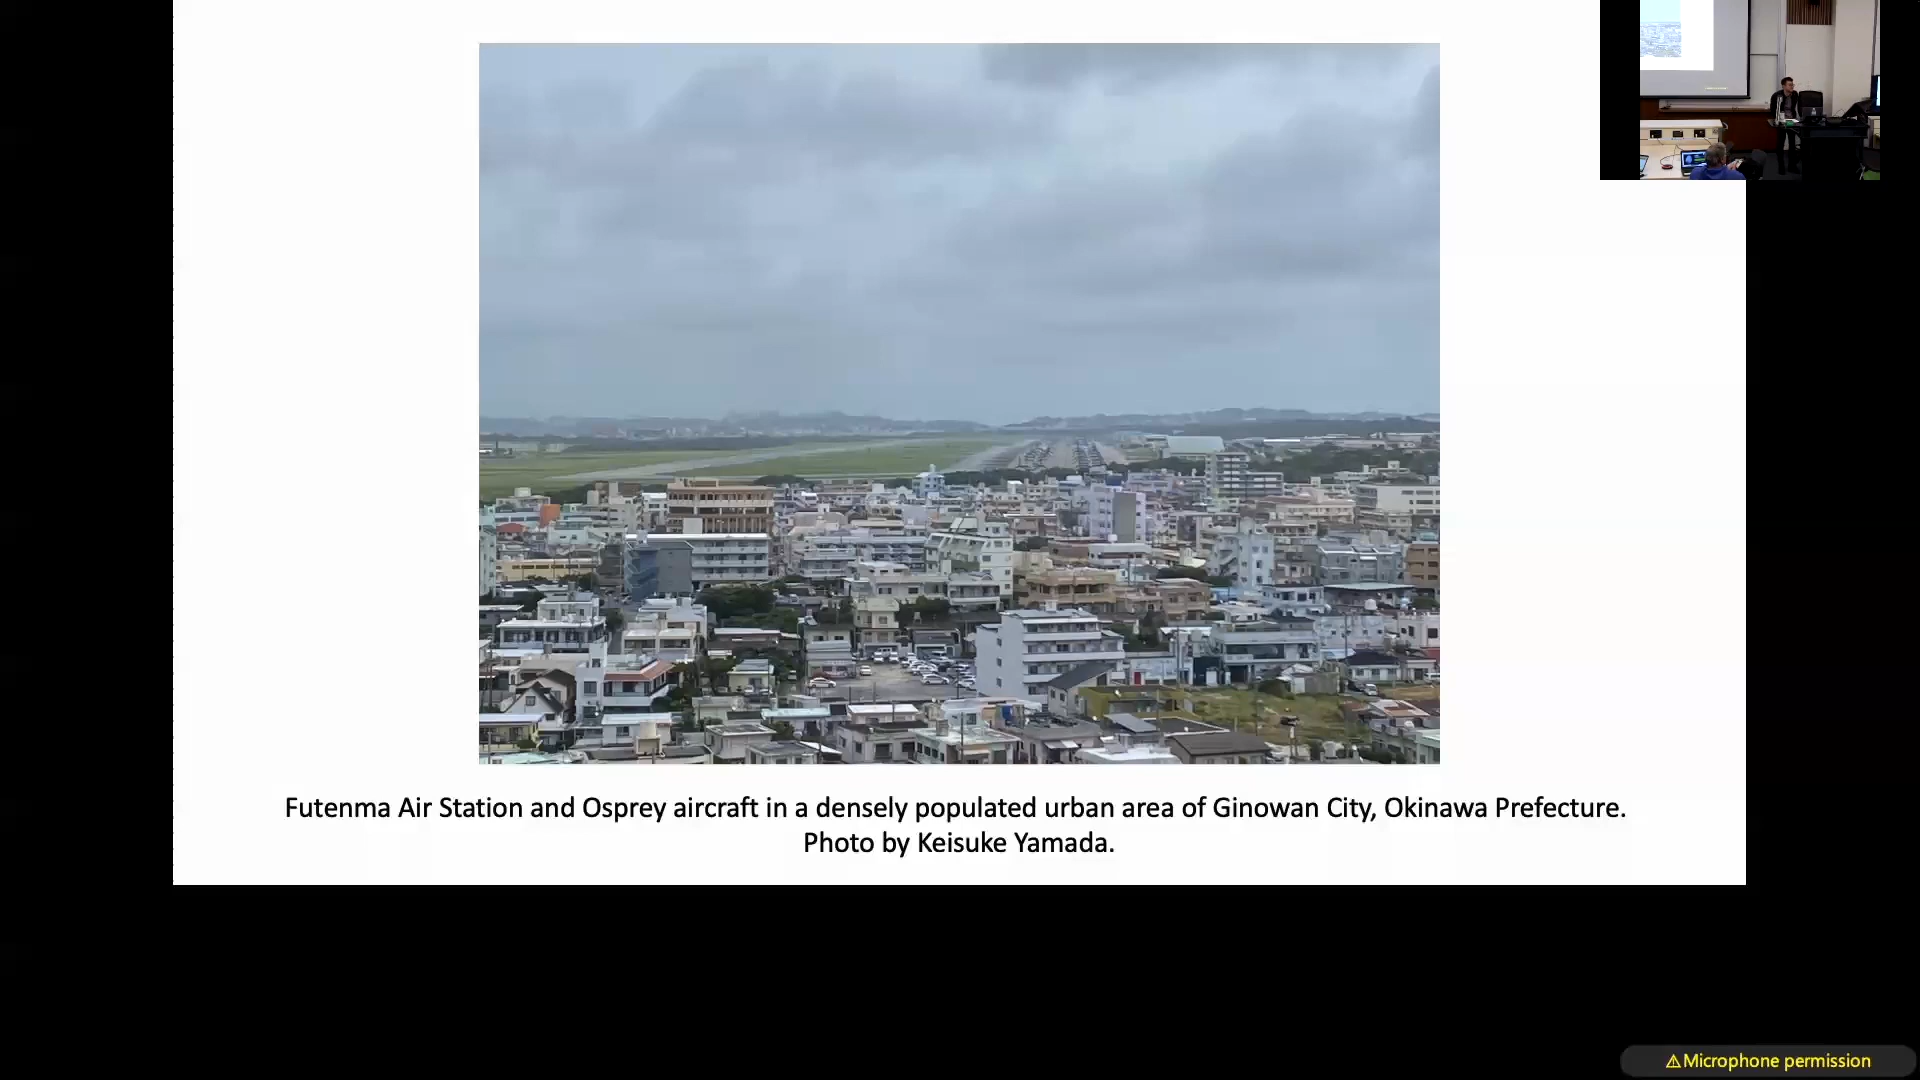 Futenma Air Station and Osprey aircraft in a densely populated urban area of Ginowan City, Okinawa Prefecture.
Photo by Keisuke Yamada.
⚠Microphone permission